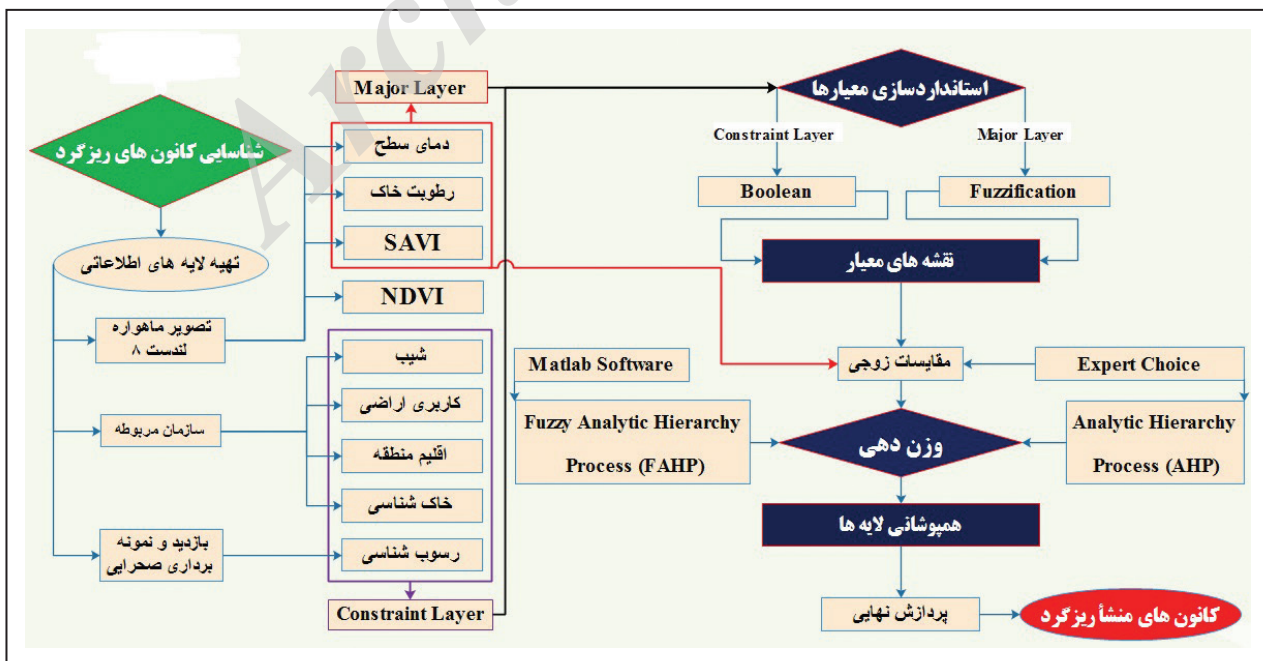 Arc
شناسایی کانون های ریزگرد
تهیه لایه های اطلاعاتی
تصویر ماهواره
لندست ۸
سازمان مربوطه
بازدید و نمونه
برداری صحرایی
Major Layer
دمای سطح
رطوبت خاک
SAVI
NDVI
شیب
کاربری اراضی
اقلیم منطقه
خاک شناسی
رسوب شناسی
Constraint Layer
استانداردسازی معیارها
Constraint Layer
Major Layer
Boolean
Fuzzification
نقشه های معیار
مقایسات زوجی
Matlab Software
Expert Choice
Fuzzy Analytic Hierarchy
Process (FAHP)
وزن دهی
Analytic Hierarchy
Process (AHP)
همپوشانی لایه ها
پردازش نهایی
کانون های منشأ ریزگرد